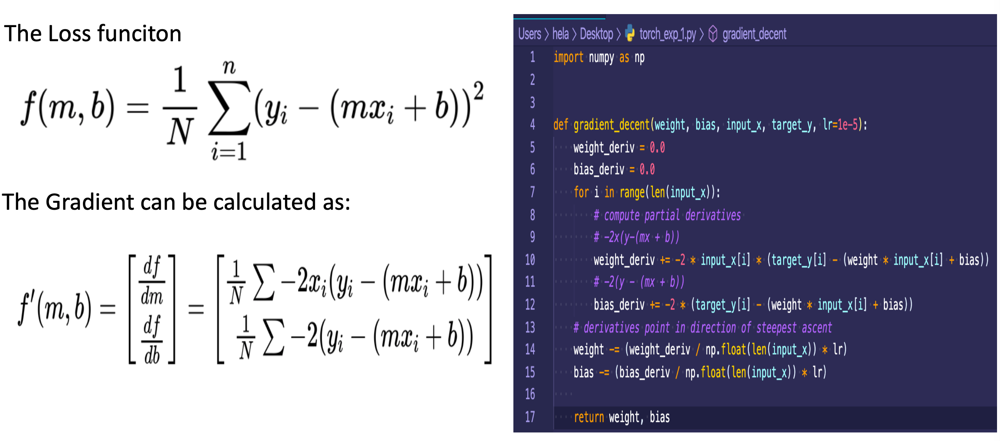 The Loss funciton
f(m, b) = \frac{1}{N} \sum_{i=1}^{n} (y_i - (mx_i + b))^2
The Gradient can be calculated as:
f'(m, b) = \begin{bmatrix} \frac{df}{dm} \\ \frac{df}{db} \end{bmatrix} = \begin{bmatrix} \frac{1}{N} \sum -2x_i(y_i - (mx_i + b)) \\ \frac{1}{N} \sum -2(y_i - (mx_i + b)) \end{bmatrix}
Users > hela > Desktop > torch_exp_1.py > gradient_decent
1 import numpy as np
2
3
4 def gradient_decent(weight, bias, input_x, target_y, lr=1e-5):
5     weight_deriv = 0.0
6     bias_deriv = 0.0
7     for i in range(len(input_x)):
8         # compute partial derivatives
9         # -2x(y-(mx + b))
10         weight_deriv += -2 * input_x[i] * (target_y[i] - (weight * input_x[i] + bias))
11         # -2(y - (mx + b))
12         bias_deriv += -2 * (target_y[i] - (weight * input_x[i] + bias))
13     # derivatives point in direction of steepest ascent
14     weight -= (weight_deriv / np.float(len(input_x)) * lr)
15     bias -= (bias_deriv / np.float(len(input_x)) * lr)
16
17     return weight, bias